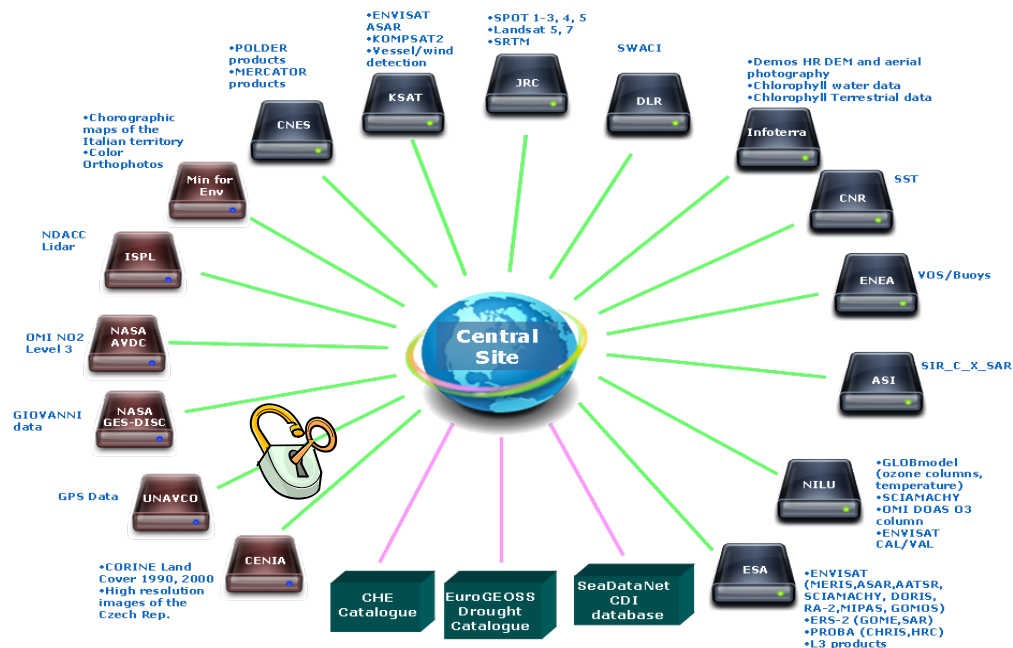 •ENVISAT
ASAR
•KOMPSAT2
•Vessel/wind
detection
KSAT
•SPOT 1-3, 4, 5
•Landsat 5, 7
•SRTM
JRC
SWACI
DLR
•POLDER
products
•MERCATOR
products
CNES
•Demos HR DEM and aerial
photography
•Chlorophyll water data
•Chlorophyll Terrestrial data
Infoterra
•Chorographic
maps of the
Italian territory
•Color
Orthophotos
Min for
Env
SST
CNR
NDACC
Lidar
ISPL
VOS/Buoys
ENEA
OMI NO2
Level 3
NASA
AVDC
Central
Site
SIR_C_X_SAR
ASI
GIOVANNI
data
NASA
GES-DISC
GPS Data
UNAVCO
•GLOBmodel
(ozone columns,
temperature)
•SCIAMACHY
•OMI DOAS O3
column
•ENVISAT
CAL/VAL
NILU
CENIA
•CORINE Land
Cover 1990, 2000
•High resolution
images of the
Czech Rep.
CHE
Catalogue
EuroGEOSS
Drought
Catalogue
SeaDataNet
CDI
database
ESA
•ENVISAT
(MERIS,ASAR,AATSR,
SCIAMACHY, DORIS,
RA-2,MIPAS, GOMOS)
•ERS-2 (GOME,SAR)
•PROBA (CHRIS,HRC)
•L3 products